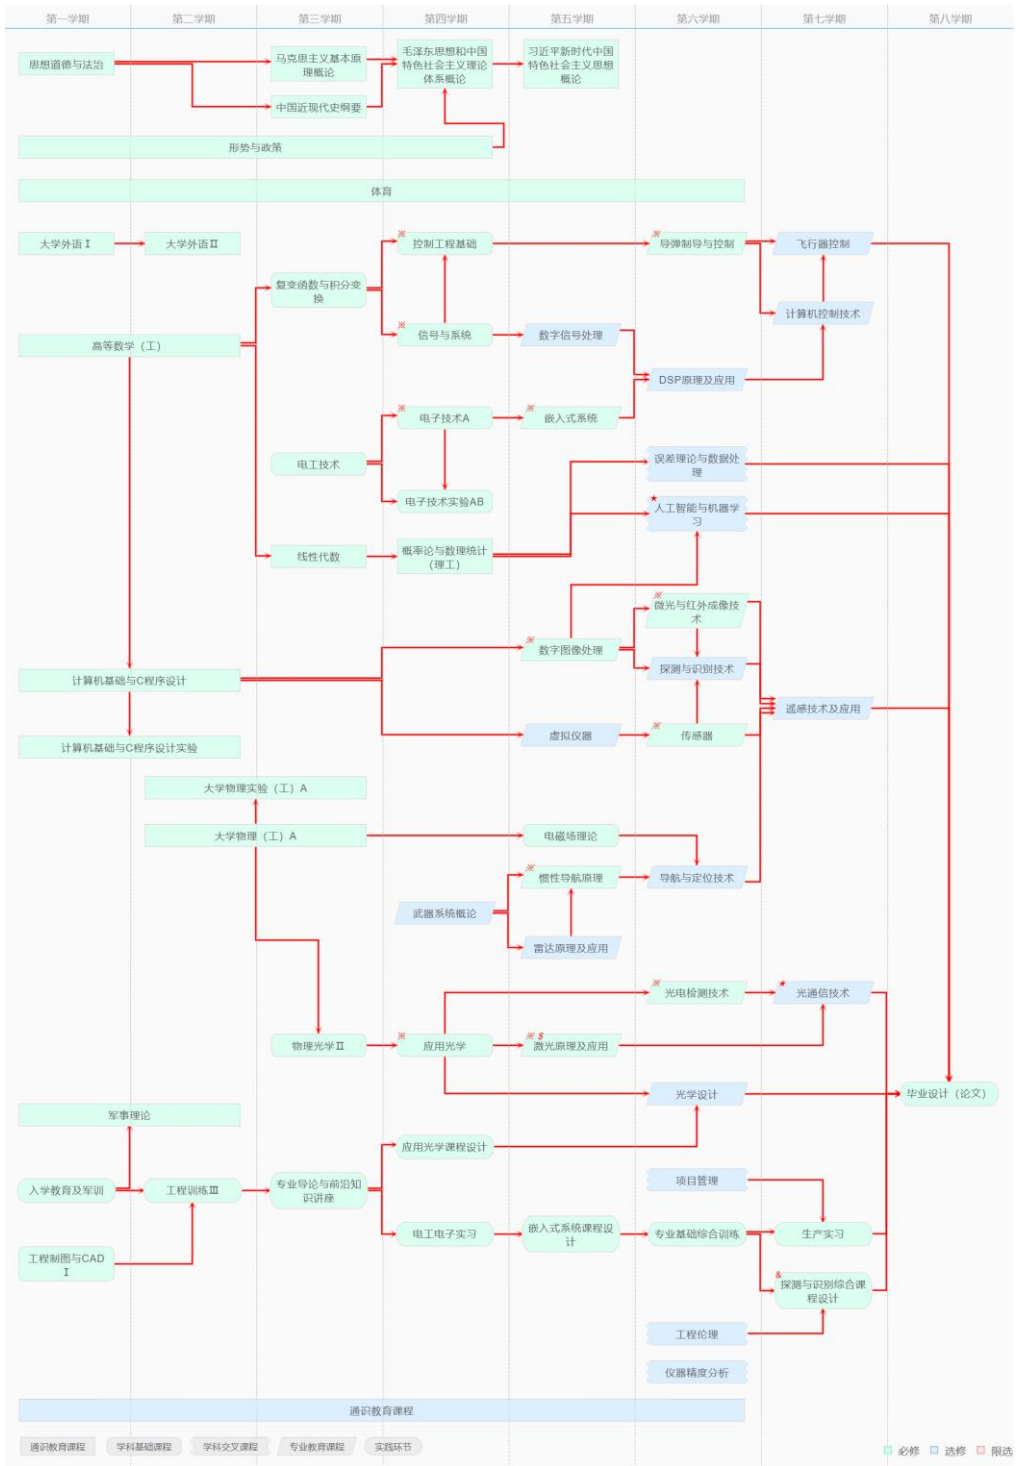 第一学期
第二学期
第三学期
第四学期
第五学期
第六学期
第七学期
第八学期
思想道德与法治
马克思主义基本原
理概论
毛泽东思想和中国
特色社会主义理论
体系概论
习近平新时代中国
特色社会主义思想
概论
中国近现代史纲要
形势与政策
体育
大学外语Ⅰ
大学外语Ⅱ
※
控制工程基础
※
导弹制导与控制
飞行器控制
复变函数与积分变
换
计算机控制技术
高等数学（工）
※
信号与系统
数字信号处理
DSP原理及应用
※
电子技术A
※
嵌入式系统
电工技术
误差理论与数据处
理
电子技术实验AB
★
人工智能与机器学
习
线性代数
概率论与数理统计
（理工）
※
微光与红外成像技
术
※
数字图像处理
探测与识别技术
计算机基础与C程序设计
遥感技术及应用
虚拟仪器
※
传感器
计算机基础与C程序设计实验
大学物理实验（工）A
大学物理（工）A
电磁场理论
※
惯性导航原理
导航与定位技术
武器系统概论
雷达原理及应用
※
光电检测技术
★
光通信技术
物理光学Ⅱ
※
应用光学
※ $
激光原理及应用
光学设计
毕业设计（论文）
军事理论
应用光学课程设计
入学教育及军训
工程训练Ⅲ
专业导论与前沿知
识讲座
项目管理
电工电子实习
嵌入式系统课程设
计
专业基础综合训练
生产实习
工程制图与CAD
Ⅰ
&
探测与识别综合课
程设计
工程伦理
仪器精度分析
通识教育课程
通识教育课程
学科基础课程
学科交叉课程
专业教育课程
实践环节
必修
选修
限选